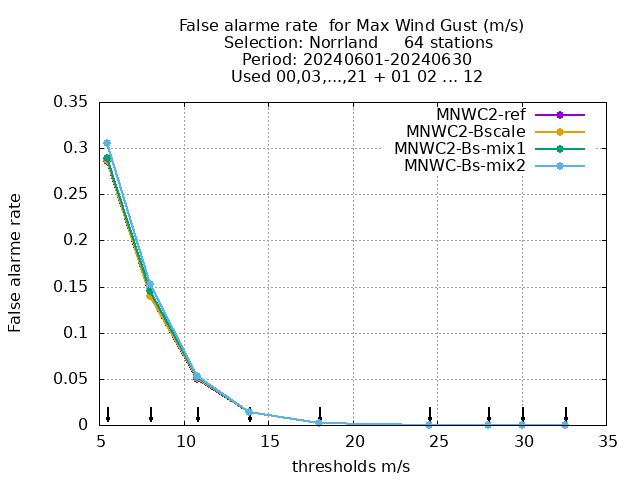 False alarme rate  for Max Wind Gust (m/s)
Selection: Norrland     64 stations
Period: 20240601-20240630
Used 00,03,...,21 + 01 02 ... 12
MNWC2-ref
MNWC2-Bscale
MNWC2-Bs-mix1
MNWC-Bs-mix2
False alarme rate
0.35
0.3
0.25
0.2
0.15
0.1
0.05
0
5 10 15 20 25 30 35
thresholds m/s